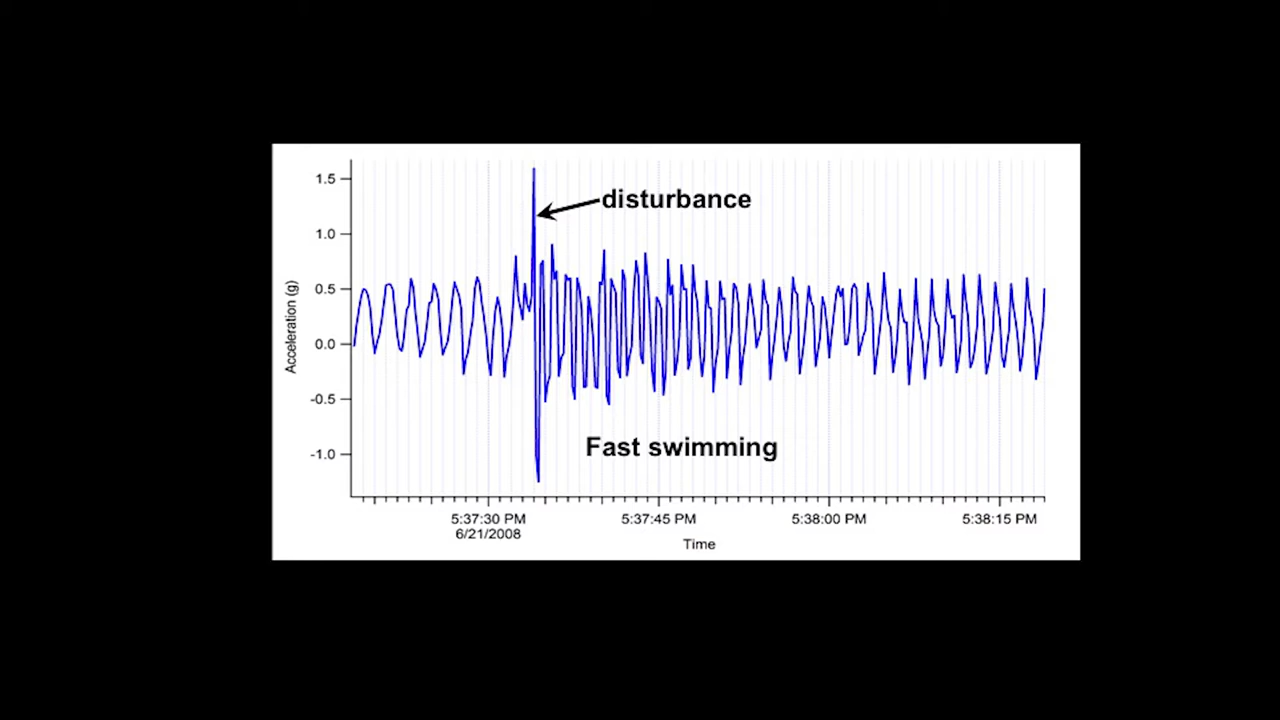 disturbance
Fast swimming
Acceleration (g)
1.5
1.0
0.5
0.0
-0.5
-1.0
5:37:30 PM 5:37:45 PM 5:38:00 PM 5:38:15 PM
6/21/2008
Time